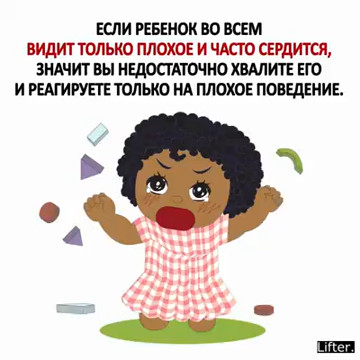 ЕСЛИ РЕБЕНОК ВО ВСЕМ
ВИДИТ ТОЛЬКО ПЛОХОЕ И ЧАСТО СЕРДИТСЯ,
ЗНАЧИТ ВЫ НЕДОСТАТОЧНО ХВАЛИТЕ ЕГО
И РЕАГИРУЕТЕ ТОЛЬКО НА ПЛОХОЕ ПОВЕДЕНИЕ.
Lifter.